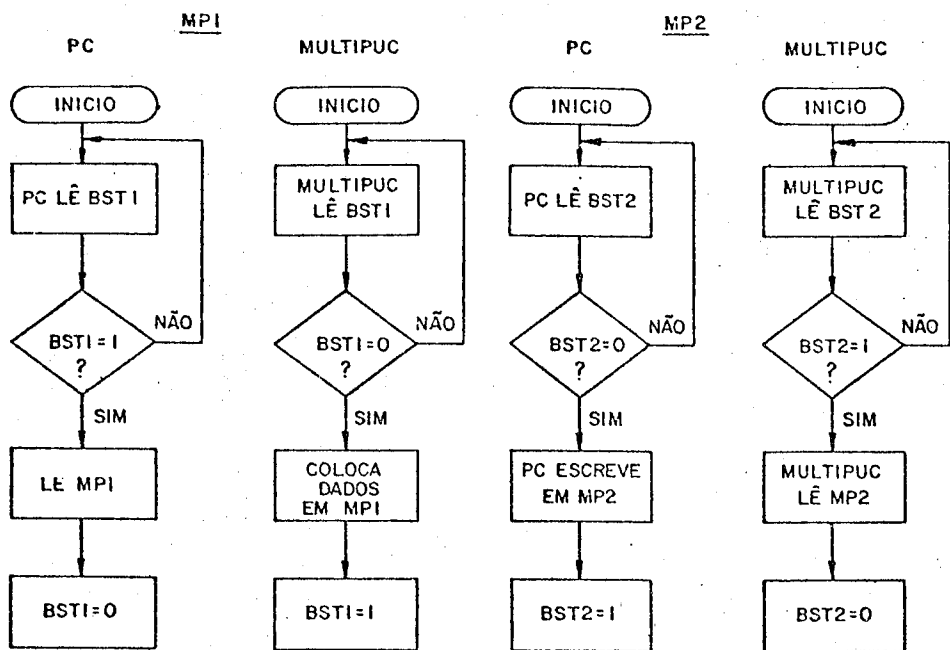 MP1
PC
INICIO
PC LÊ BST1
BST1=1
?
NÃO
SIM
LE MP1
BST1=0
MULTIPUC
INICIO
MULTIPUC
LÊ BST1
BST1=0
?
NÃO
SIM
COLOCA
DADOS
EM MP1
BST1=1
MP2
PC
INICIO
PC LÊ BST2
BST2=0
?
NÃO
SIM
PC ESCREVE
EM MP2
BST2=1
MULTIPUC
INICIO
MULTIPUC
LÊ BST2
BST2=1
?
NÃO
SIM
MULTIPUC
LÊ MP2
BST2=0